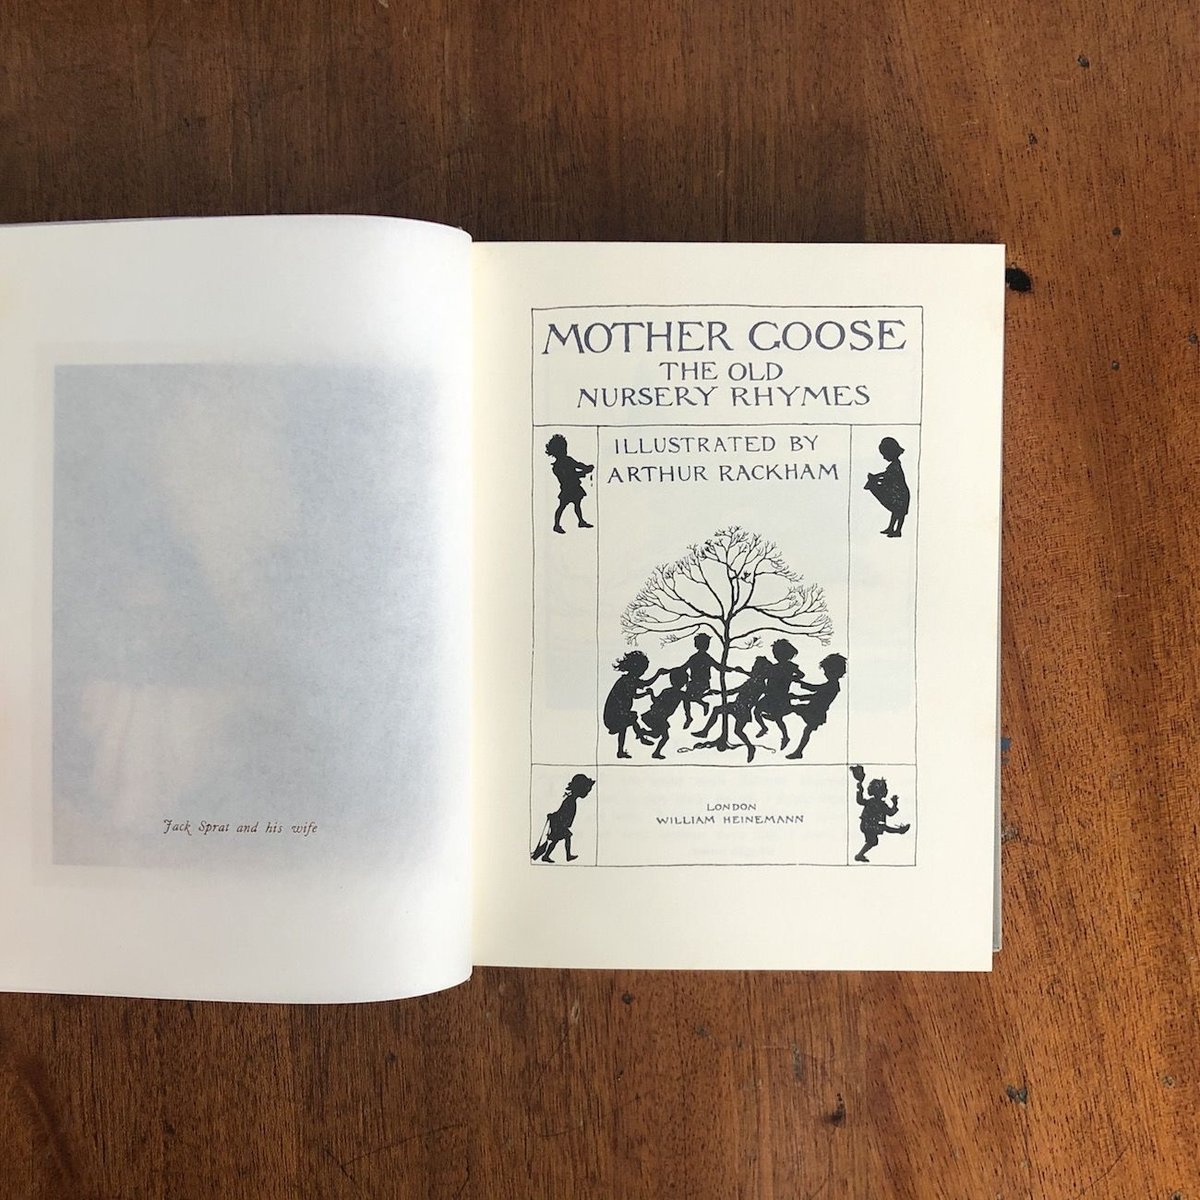 Jack Sprat and his wife
MOTHER GOOSE
THE OLD
NURSERY RHYMES
ILLUSTRATED BY
ARTHUR RACKHAM
LONDON
WILLIAM HEINEMANN